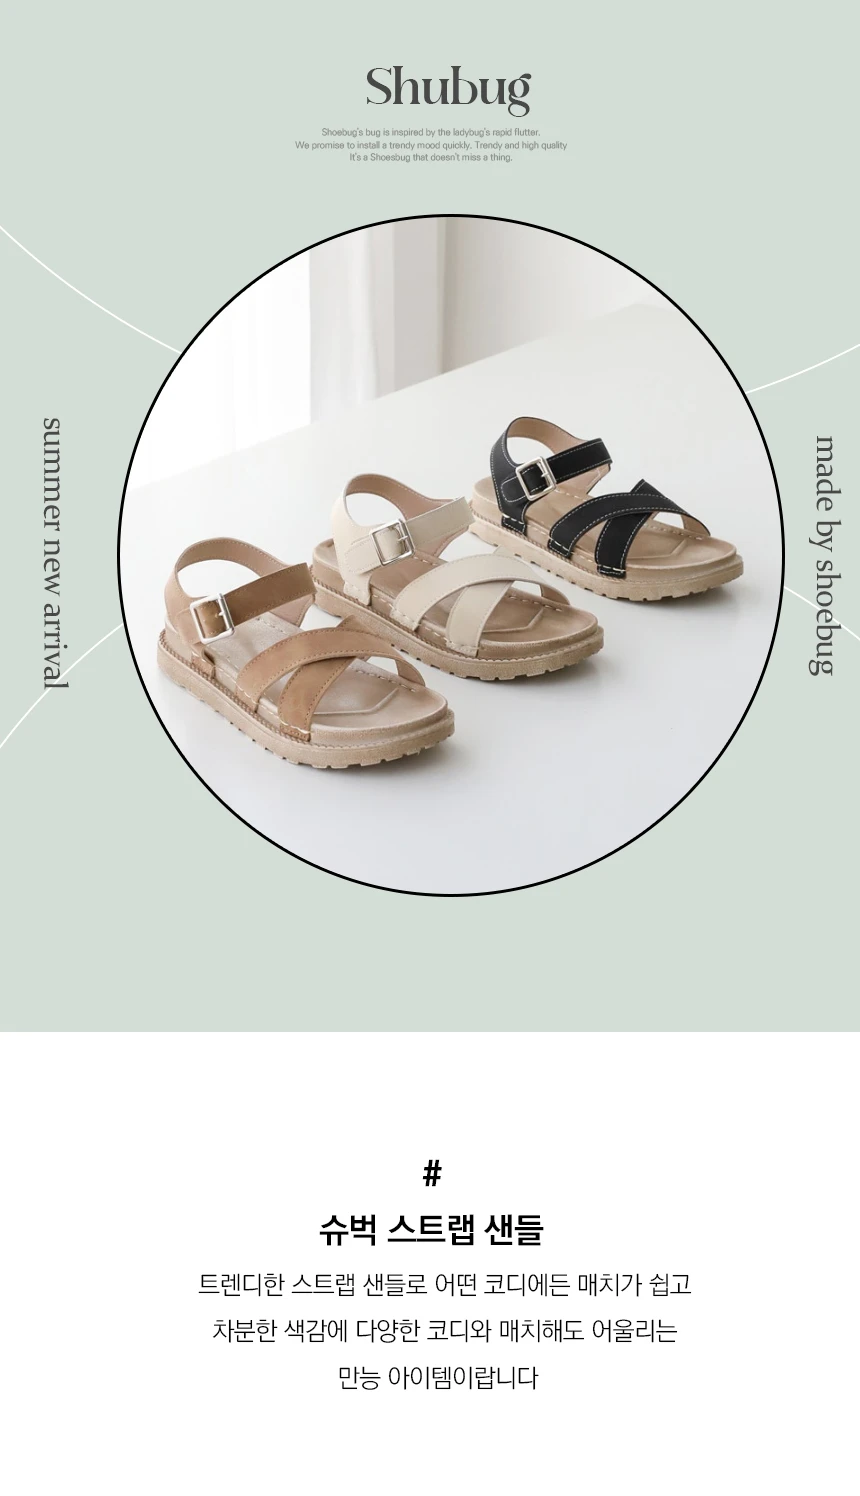 Shubug
Shoebug's bug is inspired by the ladybug's rapid flutter.
We promise to install a trendy mood quickly, Trendy and high quality
It's a Shoesbug that doesn't miss a thing.
summer new arrival
made by shoebug
#
슈벅 스트랩 샌들
트렌디한 스트랩 샌들로 어떤 코디에든 매치가 쉽고
차분한 색감에 다양한 코디와 매치해도 어울리는
만능 아이템이랍니다